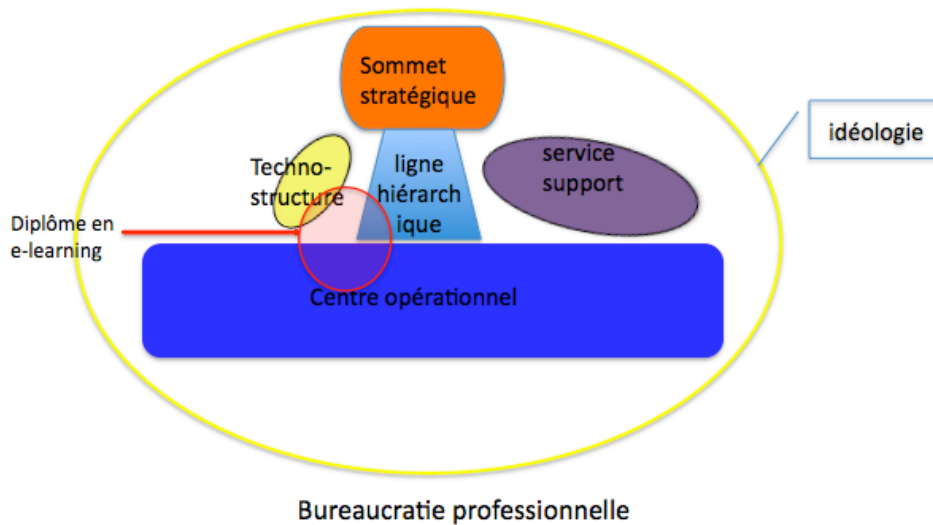 Sommet
stratégique
idéologie
Techno-
structure
ligne
hiérarch
ique
service
support
Diplôme en
e-learning
Centre opérationnel
Bureaucratie professionnelle